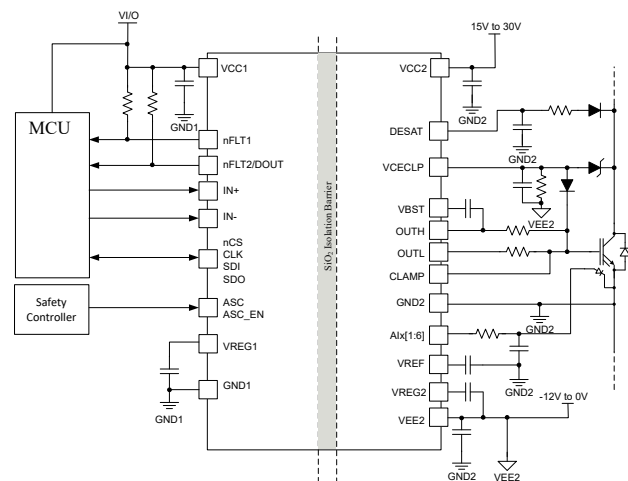 VI/O
15V to 30V
VCC1
VCC2
GND1
GND2
MCU
DESAT
nFLT1
GND2
nFLT2/DOUT
VCECLP
IN+
VEE2
VBST
IN-
OUTH
SiO2 Isolation Barrier
nCS
CLK
SDI
SDO
OUTL
CLAMP
Safety
Controller
ASC
ASC_EN
GND2
GND2
AIx[1:6]
VREG1
VREF
GND2
GND1
VREG2
-12V to 0V
GND1
VEE2
GND2
VEE2